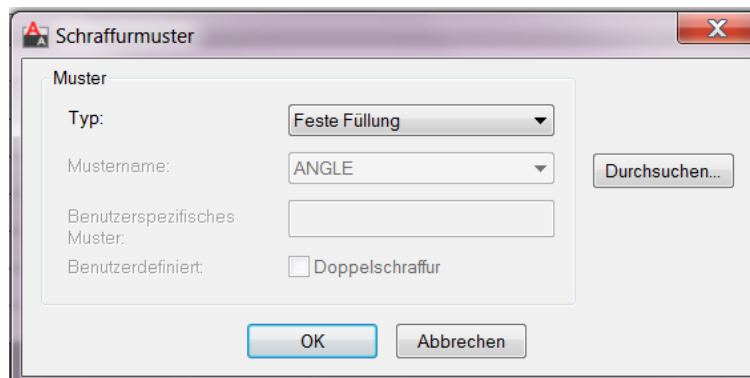 Schraffurmuster
Muster
Typ:
Feste Füllung
Mustername:
ANGLE
Durchsuchen...
Benutzerspezifisches
Muster:
Benutzerdefiniert:
Doppelschraffur
OK
Abbrechen